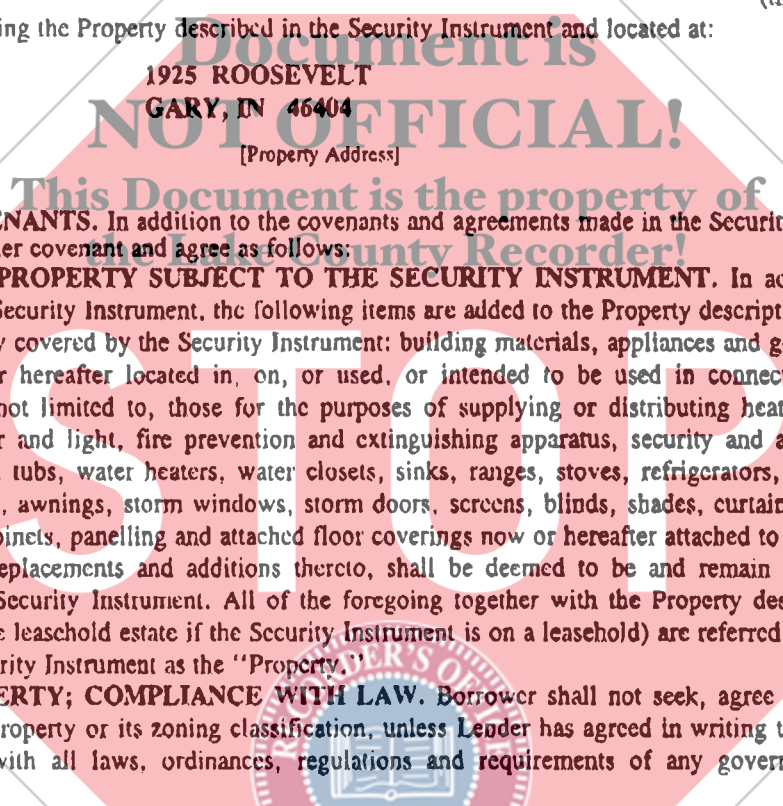 ing the Property described in the Security Instrument and located at:
Document is
1925 ROOSEVELT
GARY, IN 46404
NOT OFFICIAL!
[Property Address]
This Document is the property of
NANTS. In addition to the covenants and agreements made in the Securit
er covenant and agree as follows:
the Lake County Recorder!
PROPERTY SUBJECT TO THE SECURITY INSTRUMENT. In ad
Security Instrument, the following items are added to the Property descript
y covered by the Security Instrument: building materials, appliances and g
r hereafter located in, on, or used, or intended to be used in connec
not limited to, those for the purposes of supplying or distributing heat
r and light, fire prevention and extinguishing apparatus, security and a
tubs, water heaters, water closets, sinks, ranges, stoves, refrigerators,
, awnings, storm windows, storm doors, screens, blinds, shades, curtain
STOP
binets, panelling and attached floor coverings now or hereafter attached to
eplacements and additions thereto, shall be deemed to be and remain
Security Instrument. All of the foregoing together with the Property des
e leasehold estate if the Security Instrument is on a leasehold) are referred
rity Instrument as the "Property."
ERTY; COMPLIANCE WITH LAW. Borrower shall not seek, agree
roperty or its zoning classification, unless Lender has agreed in writing t
with all laws, ordinances, regulations and requirements of any govern
RECORDER'S OFFICE